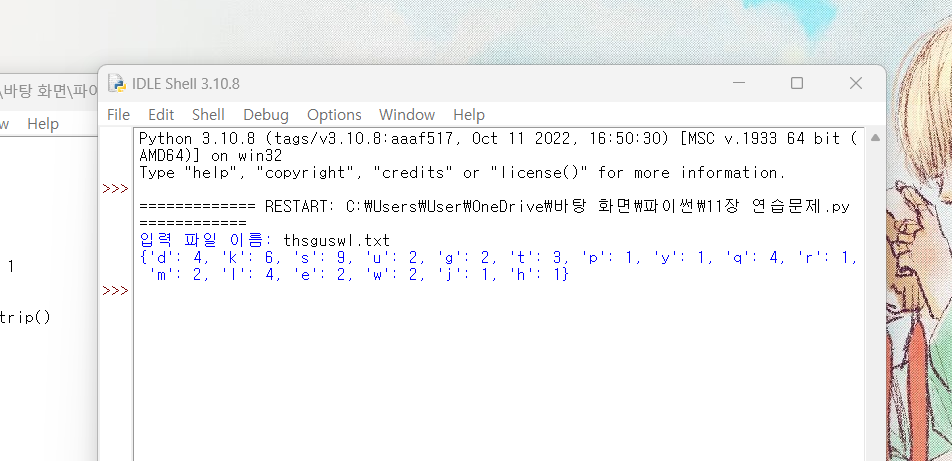 IDLE Shell 3.10.8
\바탕 화면\파이
File Edit Shell Debug Options Window Help
w Help
Python 3.10.8 (tags/v3.10.8:aaaf517, Oct 11 2022, 16:50:30) [MSC v.1933 64 bit (
AMD64)] on win32
Type "help", "copyright", "credits" or "license()" for more information.
>>>
============= RESTART: C:₩Users₩User₩OneDrive₩바탕 화면₩파이썬₩11장 연습문제.py
============
입력 파일 이름: thsguswl.txt
{'d': 4, 'k': 6, 's': 9, 'u': 2, 'g': 2, 't': 3, 'p': 1, 'y': 1, 'q': 4, 'r': 1,
'm': 2, 'l': 4, 'e': 2, 'w': 2, 'j': 1, 'h': 1}
>>>
1
trip()